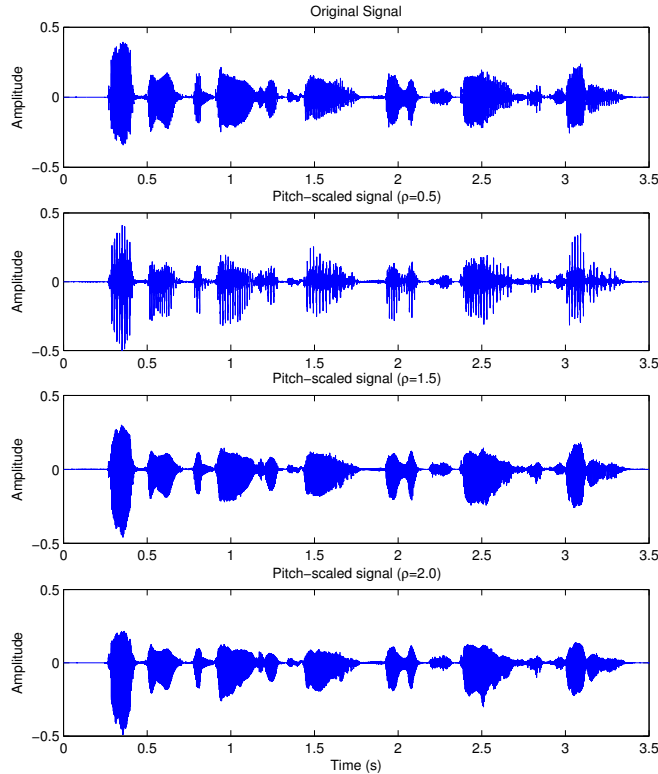 Original Signal
0.5
0
−0.5
Amplitude
0 0.5 1 1.5 2 2.5 3 3.5
Pitch−scaled signal (ρ=0.5)
0.5
0
−0.5
Amplitude
0 0.5 1 1.5 2 2.5 3 3.5
Pitch−scaled signal (ρ=1.5)
0.5
0
−0.5
Amplitude
0 0.5 1 1.5 2 2.5 3 3.5
Pitch−scaled signal (ρ=2.0)
0.5
0
−0.5
Amplitude
0 0.5 1 1.5 2 2.5 3 3.5
Time (s)